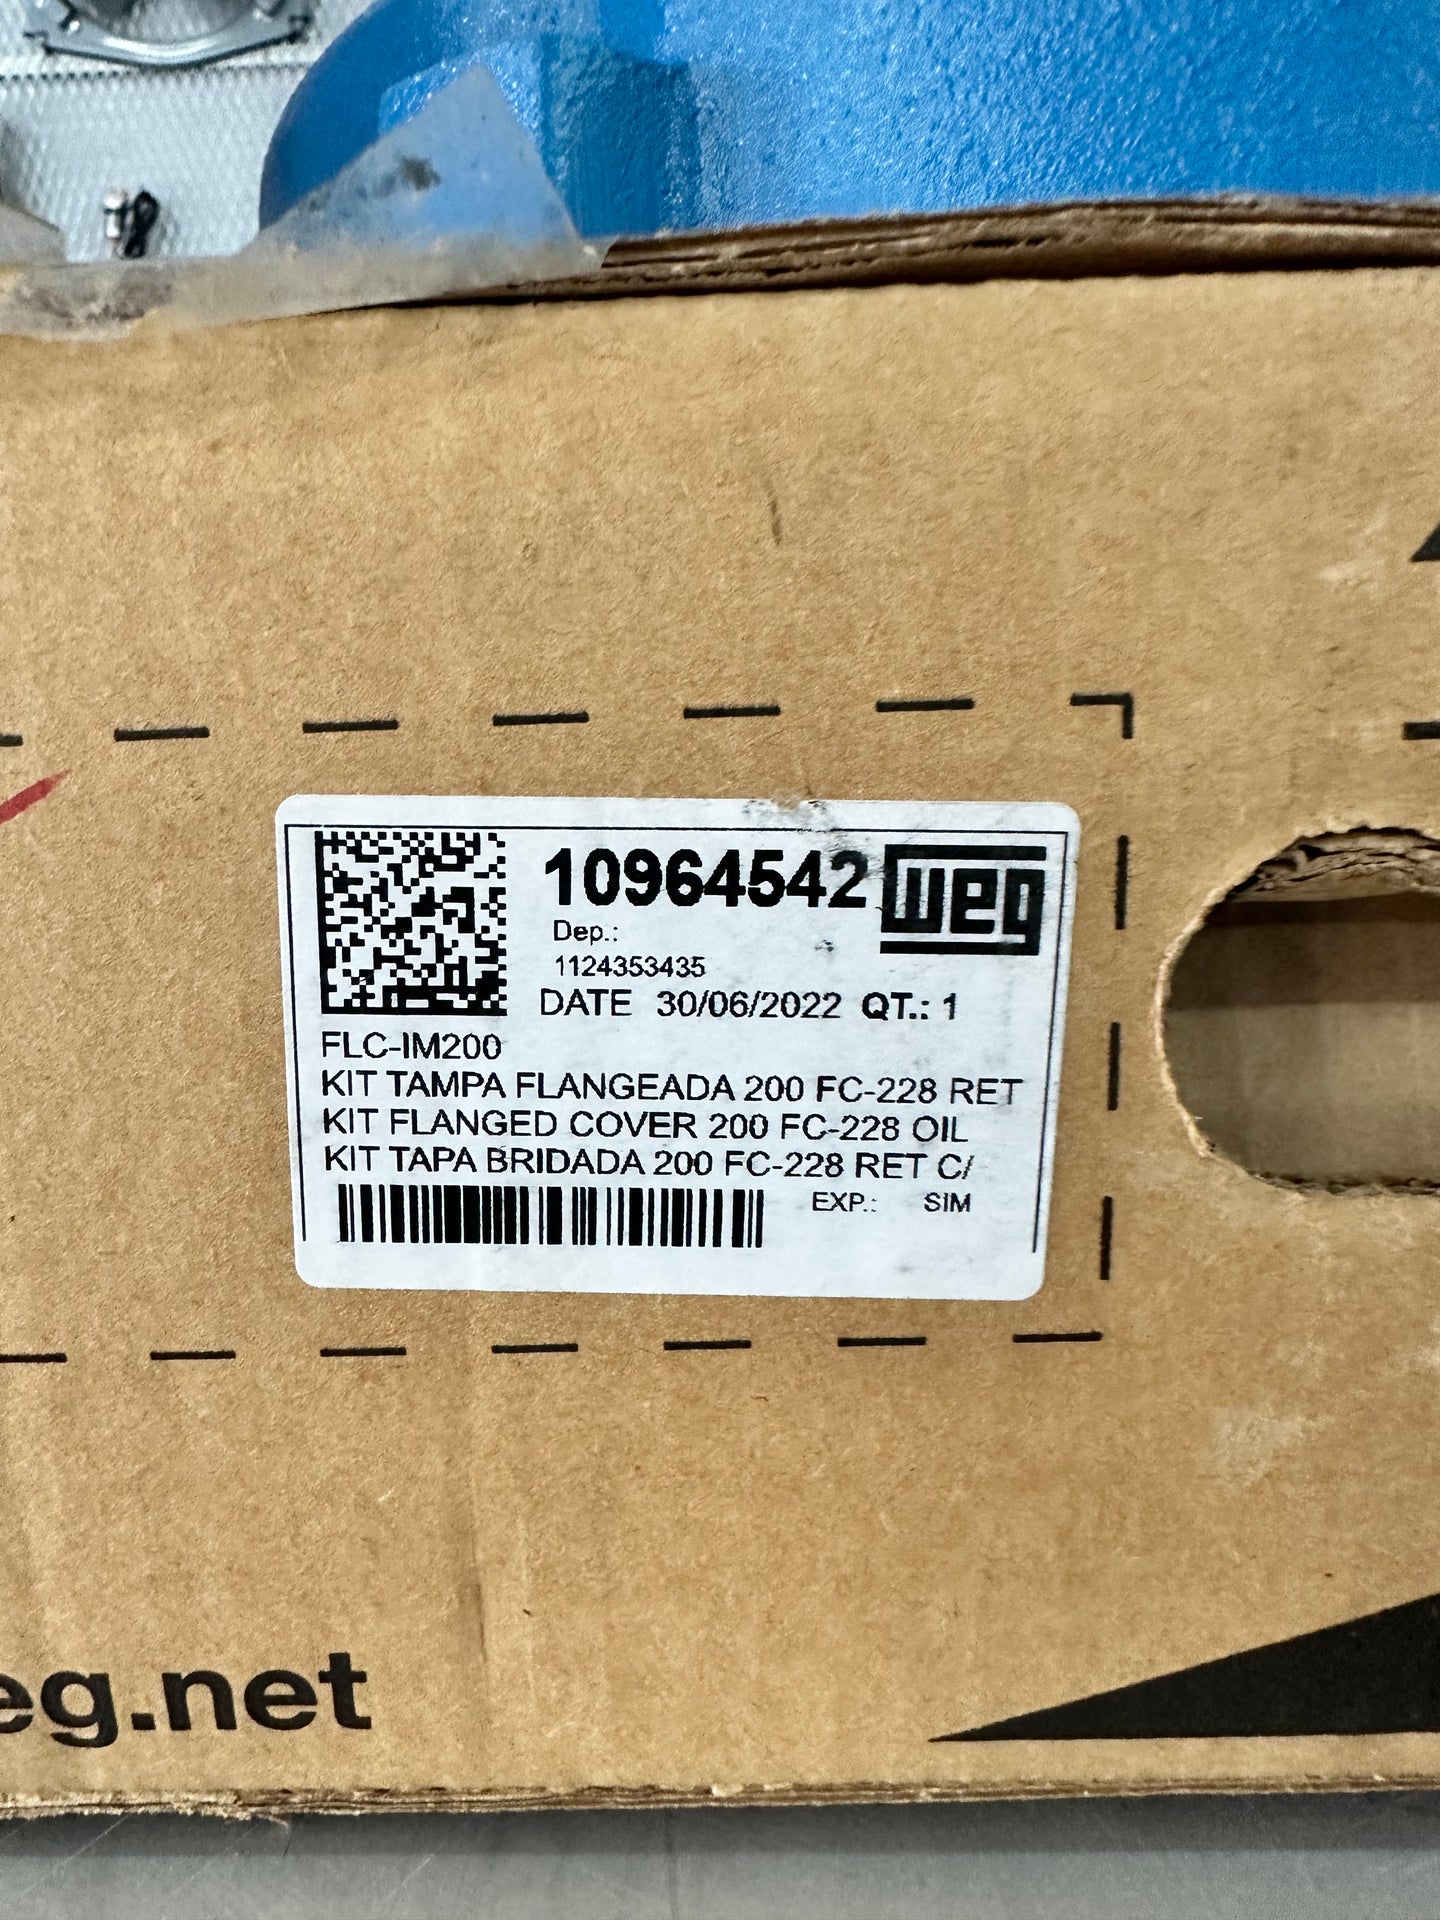 10964542 weg
Dep.:
1124353435
DATE 30/06/2022 QT.: 1
FLC-IM200
KIT TAMPA FLANGEADA 200 FC-228 RET
KIT FLANGED COVER 200 FC-228 OIL
KIT TAPA BRIDADA 200 FC-228 RET C/
EXP.: SIM
eg.net